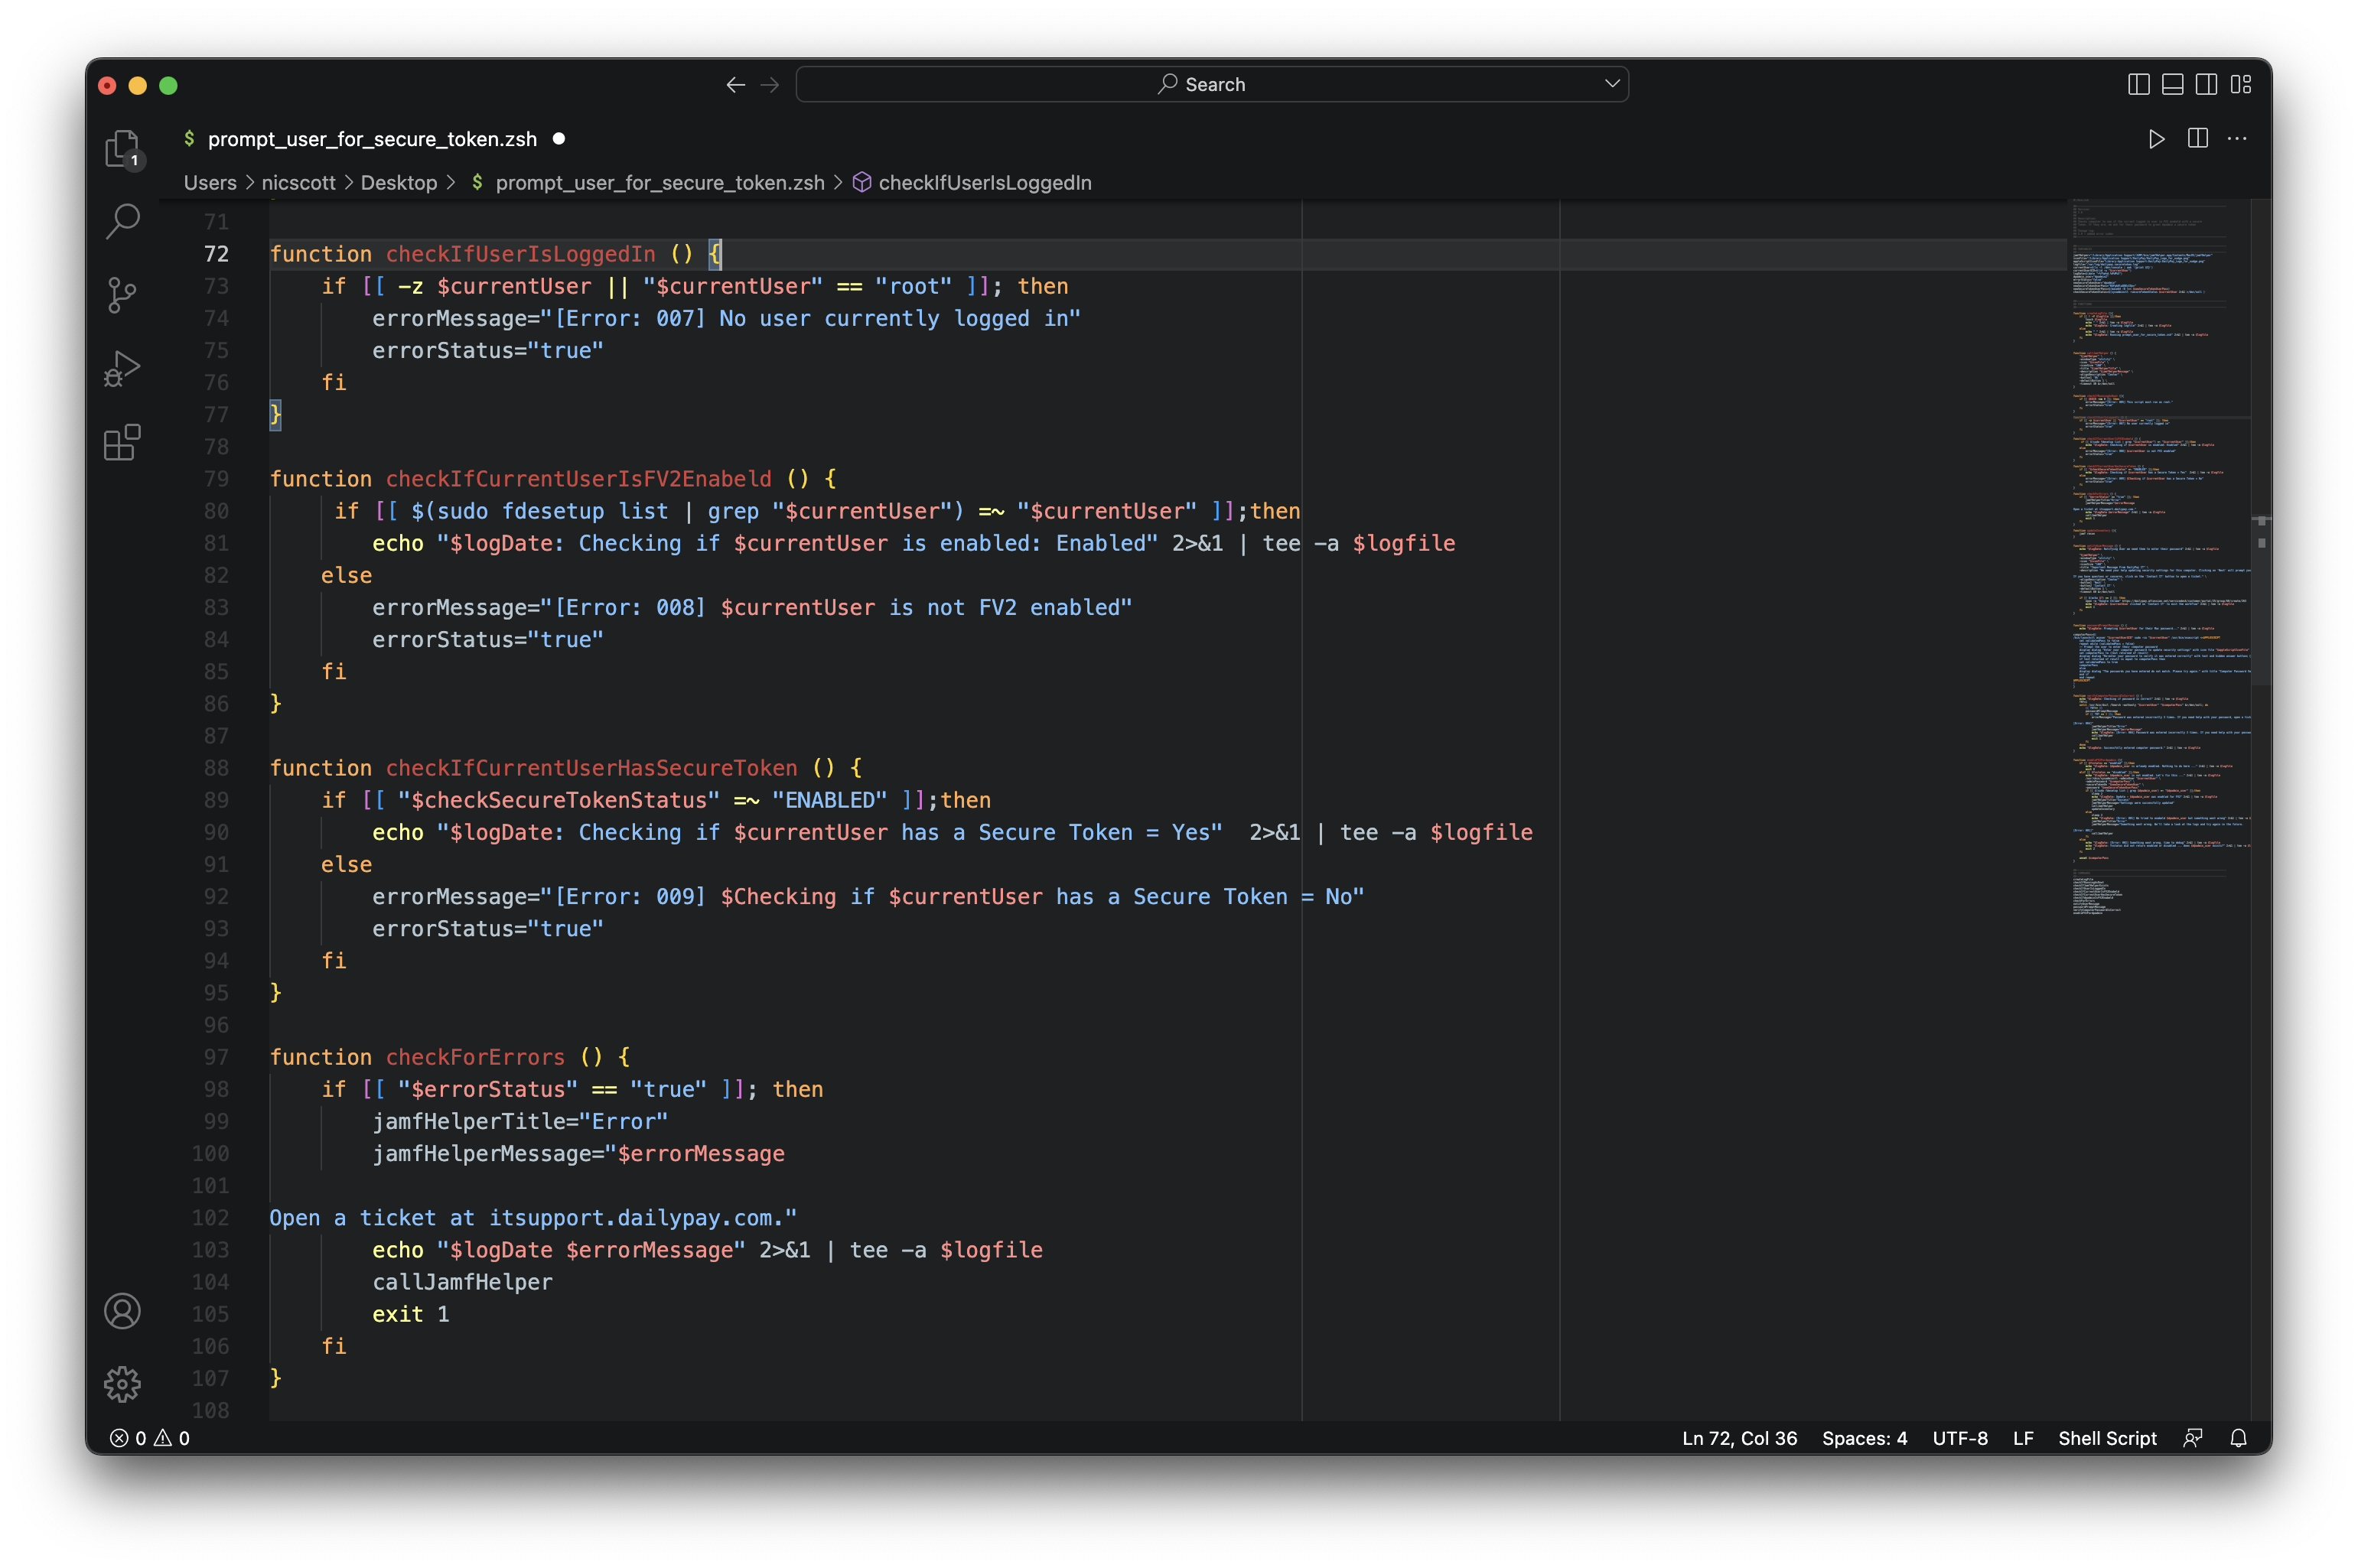 Search
$ prompt_user_for_secure_token.zsh
1
Users > nicscott > Desktop > $ prompt_user_for_secure_token.zsh > checkIfUserIsLoggedIn
71
72 function checkIfUserIsLoggedIn () {
73     if [[ -z $currentUser || "$currentUser" == "root" ]]; then
74         errorMessage="[Error: 007] No user currently logged in"
75         errorStatus="true"
76     fi
77 }
78
79 function checkIfCurrentUserIsFV2Enabeld () {
80      if [[ $(sudo fdesetup list | grep "$currentUser") =~ "$currentUser" ]];then
81         echo "$logDate: Checking if $currentUser is enabled: Enabled" 2>&1 | tee -a $logfile
82     else
83         errorMessage="[Error: 008] $currentUser is not FV2 enabled"
84         errorStatus="true"
85     fi
86 }
87
88 function checkIfCurrentUserHasSecureToken () {
89     if [[ "$checkSecureTokenStatus" =~ "ENABLED" ]];then
90         echo "$logDate: Checking if $currentUser has a Secure Token = Yes"  2>&1 | tee -a $logfile
91     else
92         errorMessage="[Error: 009] $Checking if $currentUser has a Secure Token = No"
93         errorStatus="true"
94     fi
95 }
96
97 function checkForErrors () {
98     if [[ "$errorStatus" == "true" ]]; then
99         jamfHelperTitle="Error"
100         jamfHelperMessage="$errorMessage
101
102 Open a ticket at itsupport.dailypay.com."
103         echo "$logDate $errorMessage" 2>&1 | tee -a $logfile
104         callJamfHelper
105         exit 1
106     fi
107 }
108
0 0 Ln 72, Col 36 Spaces: 4 UTF-8 LF Shell Script